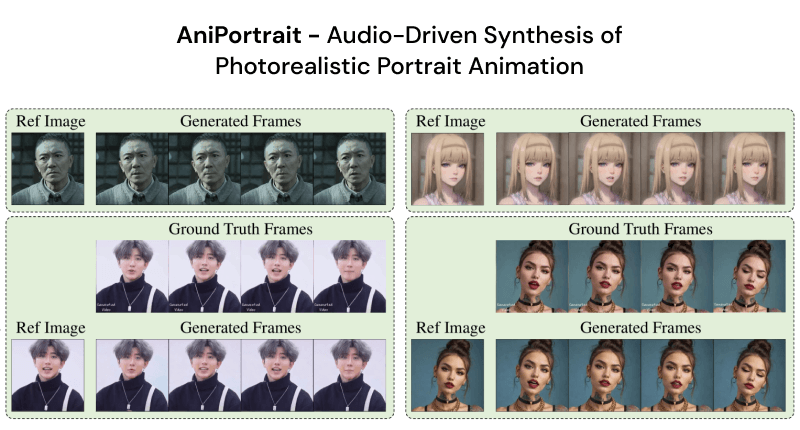 AniPortrait – Audio-Driven Synthesis of
Photorealistic Portrait Animation
Ref Image Generated Frames
Ref Image Generated Frames
Ground Truth Frames
Ref Image Generated Frames
Ground Truth Frames
Ref Image Generated Frames